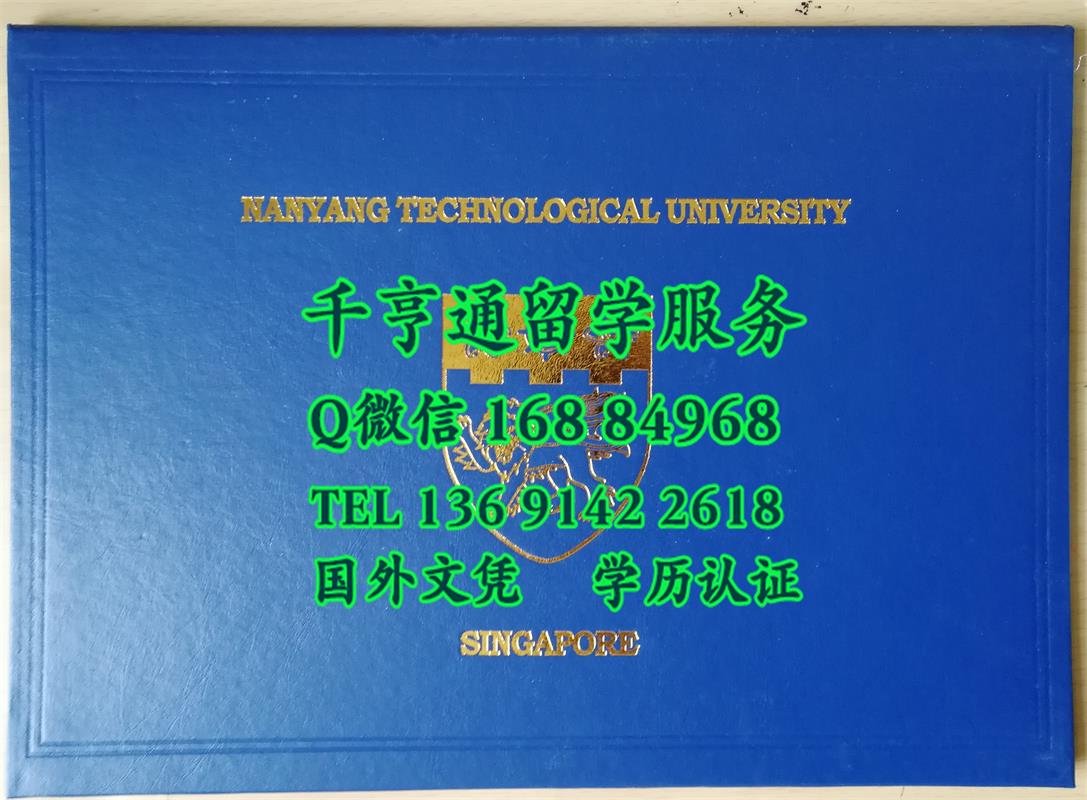 NANYANG TECHNOLOGICAL UNIVERSITY
千亨通留学服务
Q微信 168 84968
TEL 136 9142 2618
国外文凭 学历认证
SINGAPORE